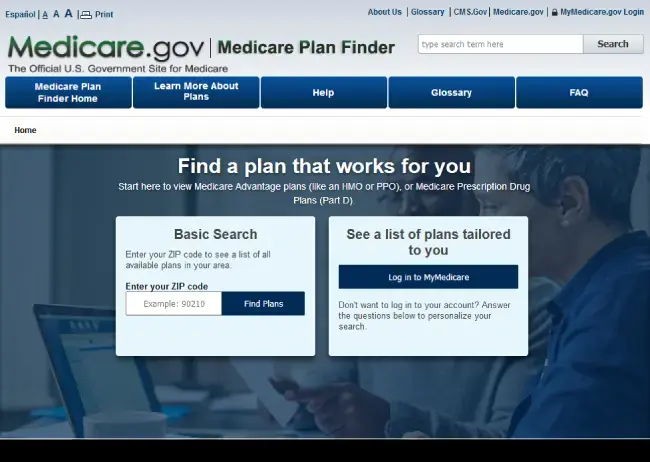 Español | A A A | Print
About Us | Glossary | CMS.Gov | Medicare.gov | MyMedicare.gov Login
Medicare.gov | Medicare Plan Finder
The Official U.S. Government Site for Medicare
type search term here
Search
Medicare Plan
Finder Home
Learn More About
Plans
Help
Glossary
FAQ
Home
Find a plan that works for you
Start here to view Medicare Advantage plans (like an HMO or PPO), or Medicare Prescription Drug
Plans (Part D).
Basic Search
Enter your ZIP code to see a list of all
available plans in your area.
Enter your ZIP code
Example: 90210
Find Plans
See a list of plans tailored
to you
Log in to MyMedicare
Don't want to log in to your account? Answer
the questions below to personalize your
search.